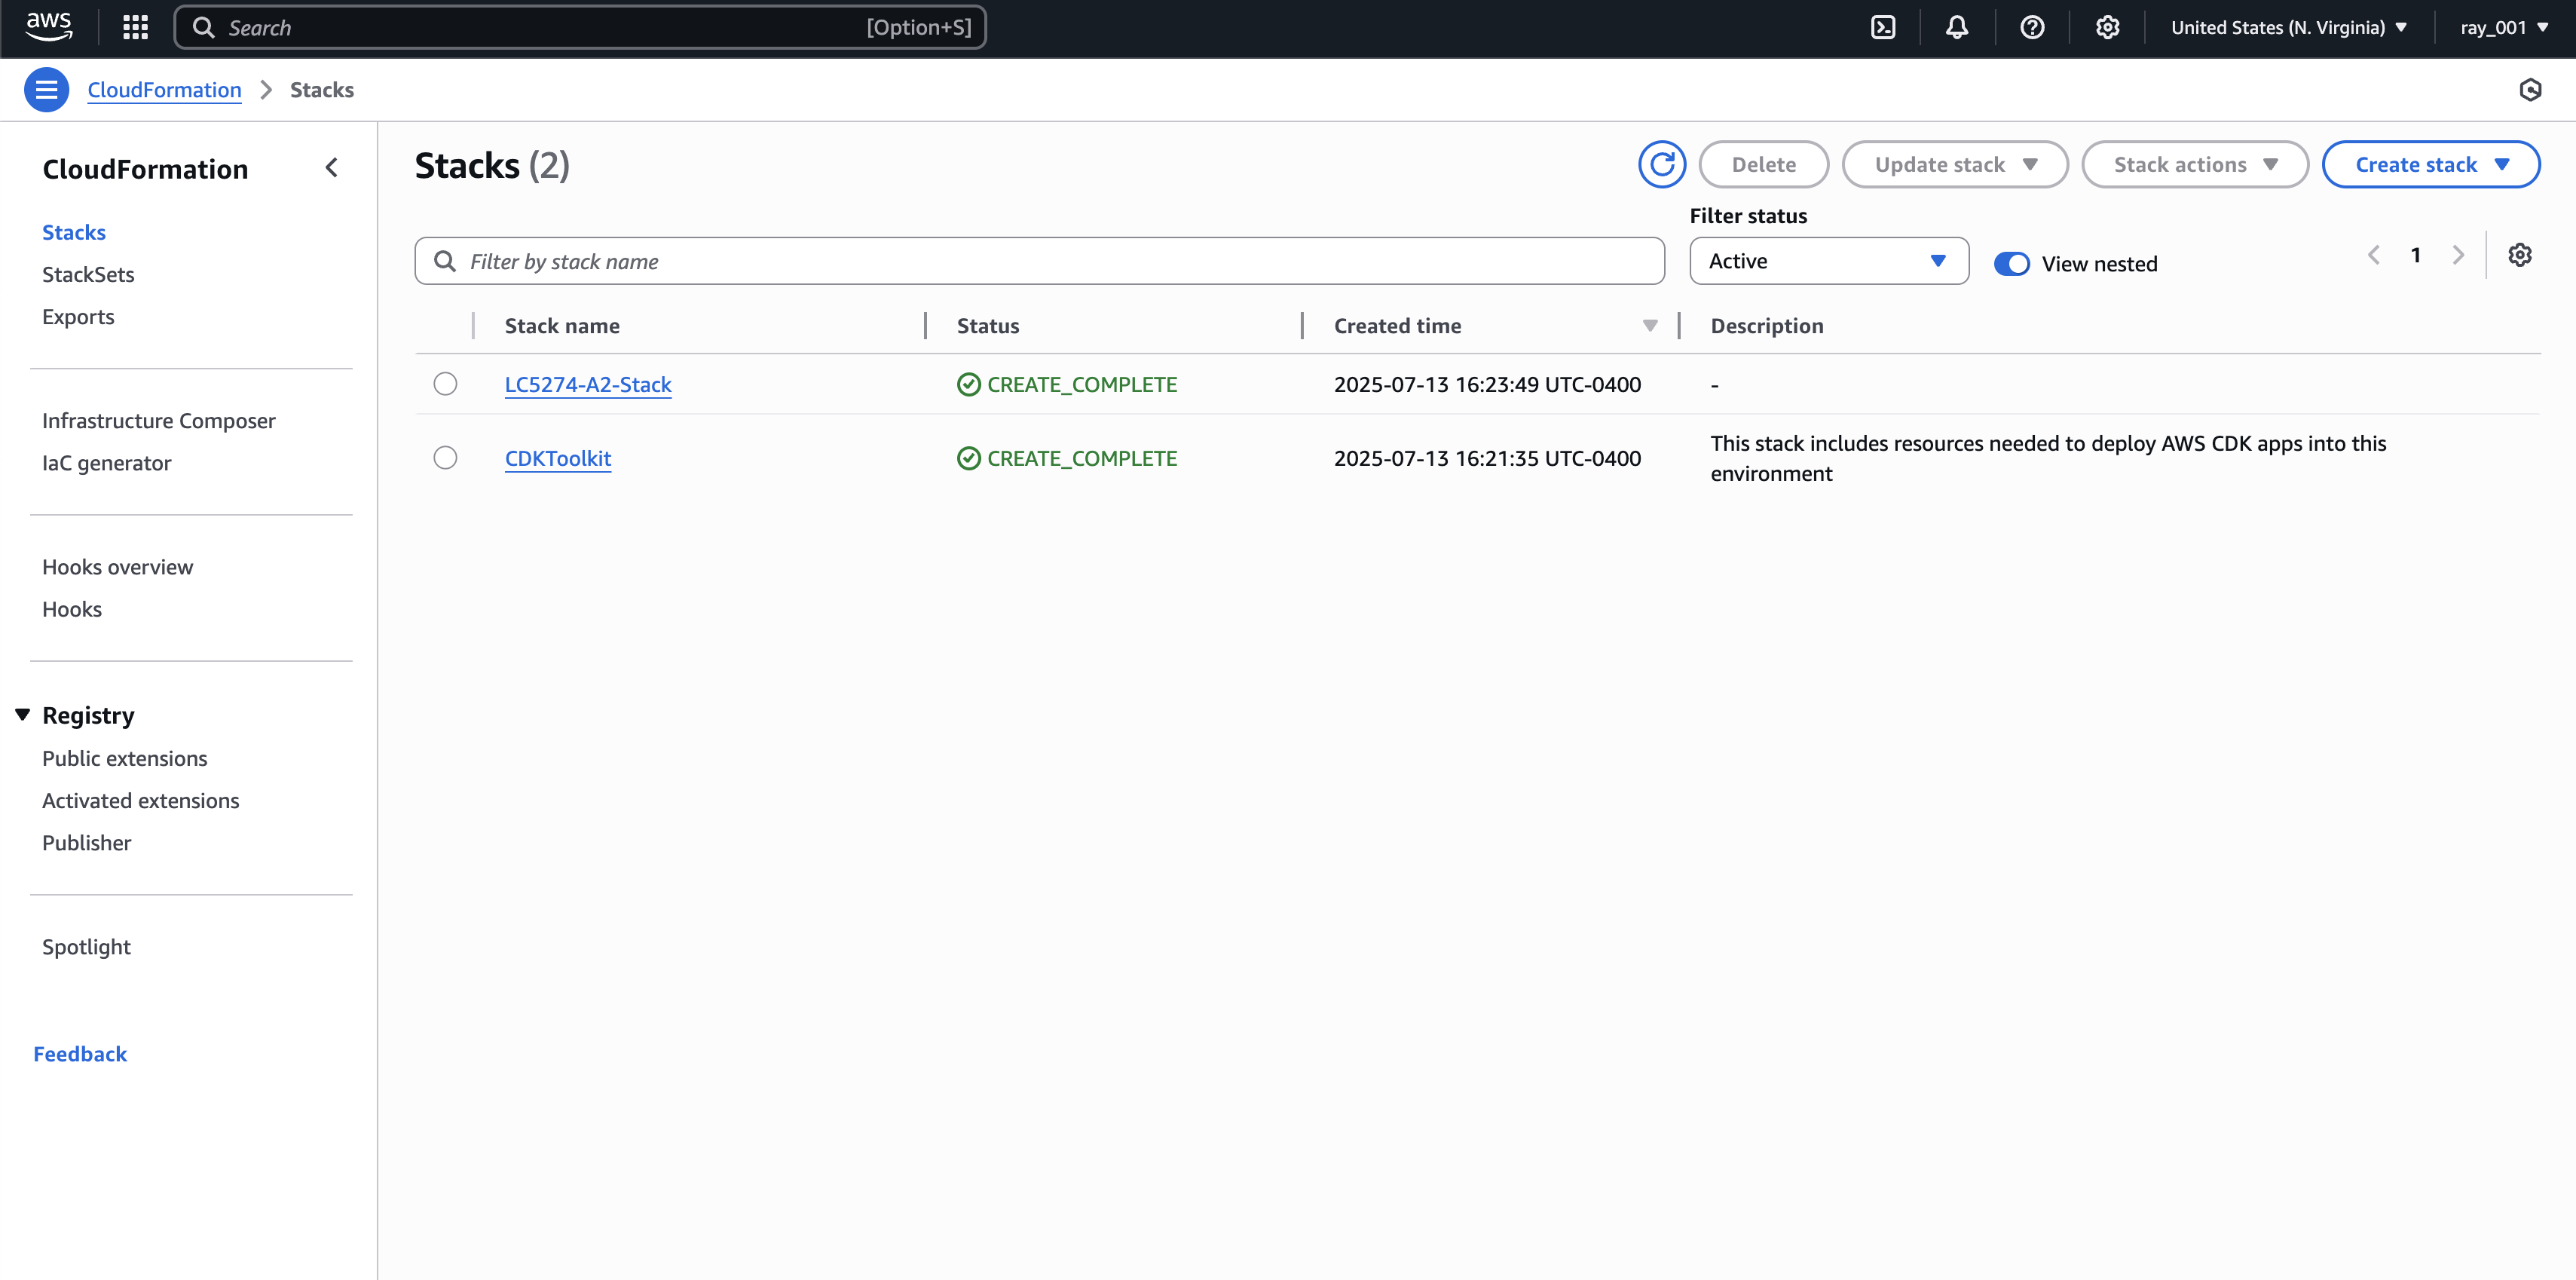 aws
Search
[Option+S]
United States (N. Virginia)
ray_001
CloudFormation
Stacks
CloudFormation
Stacks
StackSets
Exports
Infrastructure Composer
IaC generator
Hooks overview
Hooks
Registry
Public extensions
Activated extensions
Publisher
Spotlight
Feedback
Stacks (2)
Delete
Update stack
Stack actions
Create stack
Filter by stack name
Filter status
Active
View nested
1
Stack name
Status
Created time
Description
LC5274-A2-Stack
CREATE_COMPLETE
2025-07-13 16:23:49 UTC-0400
-
CDKToolkit
CREATE_COMPLETE
2025-07-13 16:21:35 UTC-0400
This stack includes resources needed to deploy AWS CDK apps into this
environment